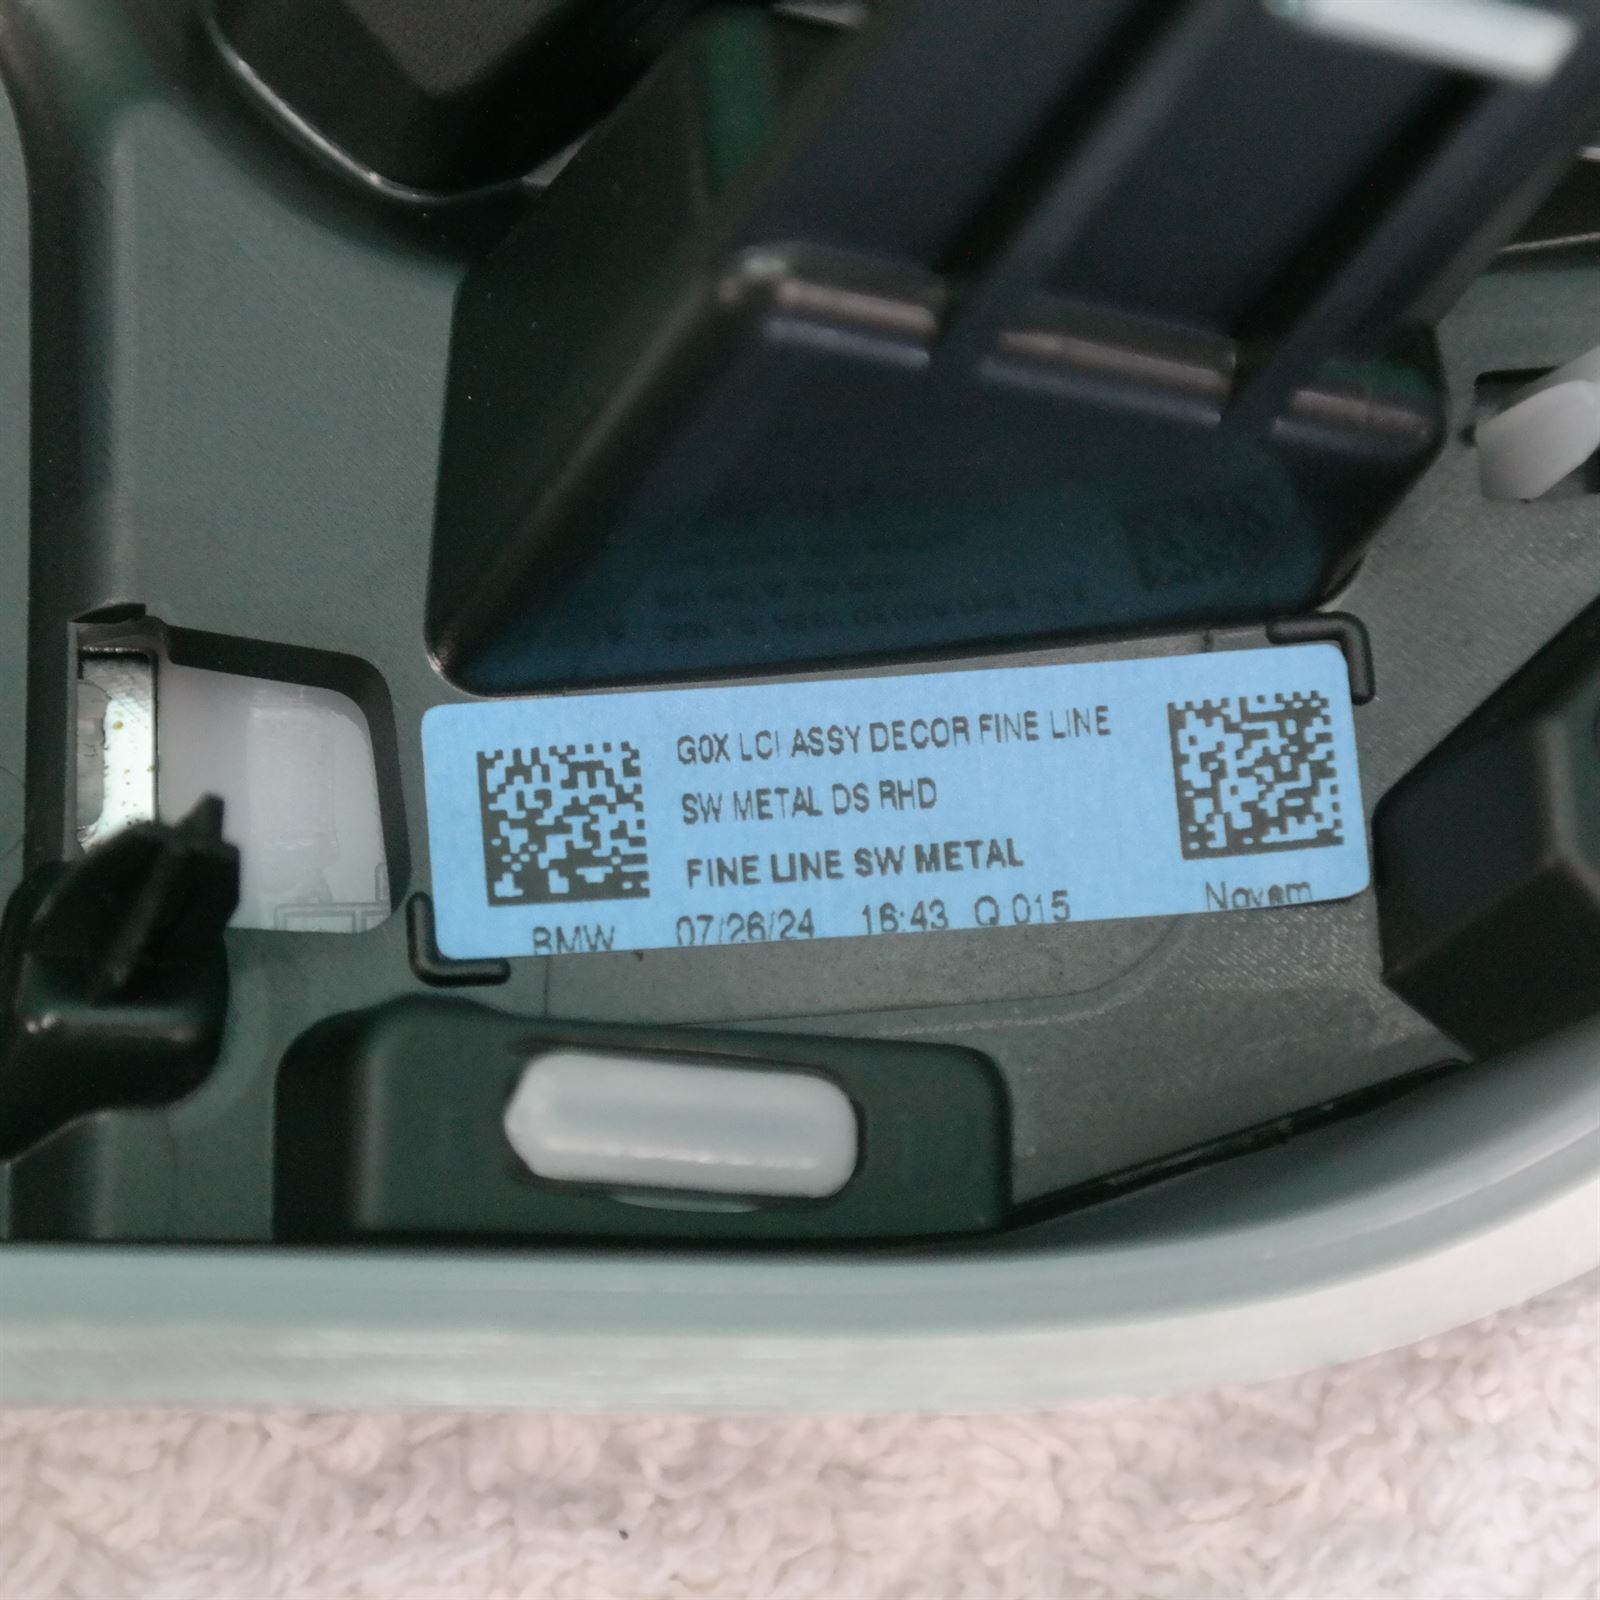 G0X LCI ASSY DECOR FINE LINE
SW METAL DS RHD
FINE LINE SW METAL
BMW 07/26/24 16:43 Q 015 Novem